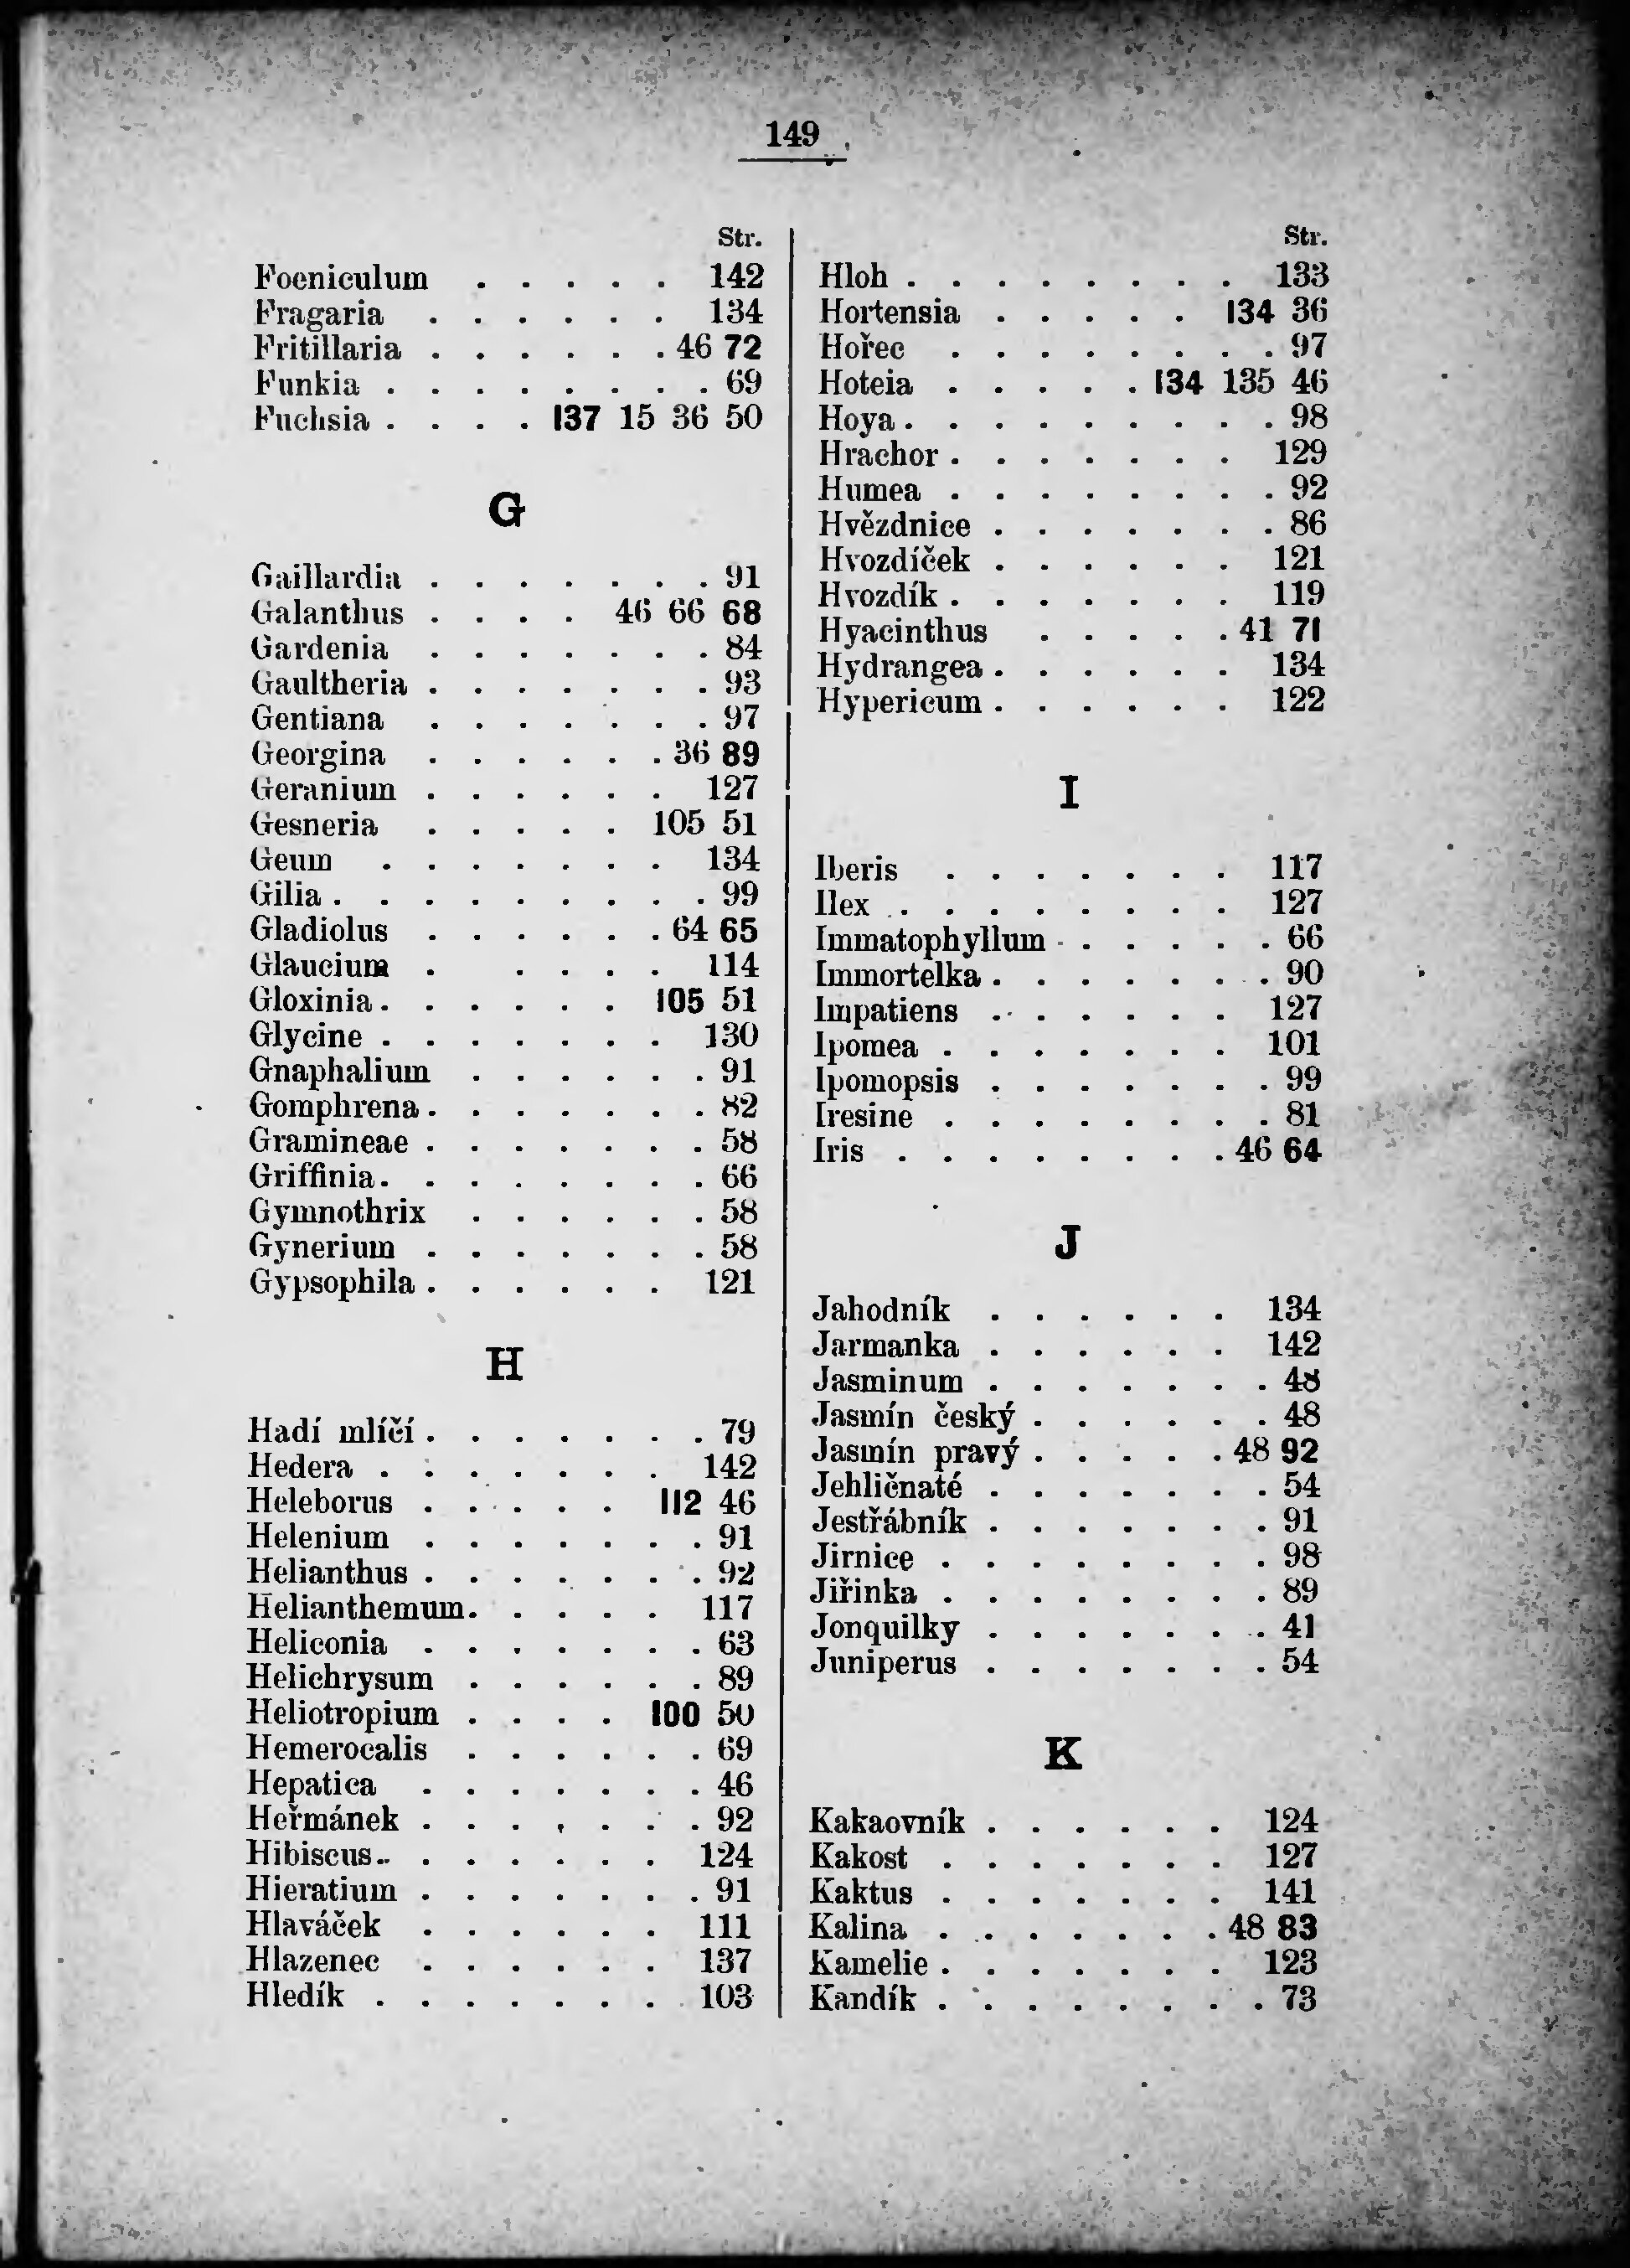 149
Str.
Foeniculum . . . . . 142
Fragaria . . . . . . 134
Fritillaria . . . . . . 46 72
Funkia . . . . . . . . 69
Fuchsia . . . . 137 15 36 50
G
Gaillardia . . . . . . . 91
Galanthus . . . . 46 66 68
Gardenia . . . . . . . 84
Gaultheria . . . . . . . 93
Gentiana . . . . . . . 97
Georgina . . . . . . 36 89
Geranium . . . . . . 127
Gesneria . . . . . 105 51
Geum . . . . . . . 134
Gilia . . . . . . . . . 99
Gladiolus . . . . . . 64 65
Glaucium . . . . . 114
Gloxinia . . . . . . 105 51
Glycine . . . . . . . 130
Gnaphalium . . . . . . 91
Gomphrena . . . . . . . 82
Gramineae . . . . . . . 58
Griffinia . . . . . . . . 66
Gymnothrix . . . . . . 58
Gynerium . . . . . . . 58
Gypsophila . . . . . . 121
H
Hadí mlíčí . . . . . . . 79
Hedera . . . . . . . 142
Heleborus . . . . . 112 46
Helenium . . . . . . . 91
Helianthus . . . . . . . 92
Helianthemum . . . . . 117
Heliconia . . . . . . . 63
Helichrysum . . . . . . 89
Heliotropium . . . . 100 50
Hemerocalis . . . . . . 69
Hepatica . . . . . . . 46
Heřmánek . . . . . . . 92
Hibiscus . . . . . . . 124
Hieratium . . . . . . . 91
Hlaváček . . . . . . 111
Hlazenec . . . . . . 137
Hledík . . . . . . . 103
Str.
Hloh . . . . . . . . 133
Hortensia . . . . . 134 36
Hořec . . . . . . . . 97
Hoteia . . . . . 134 135 46
Hoya . . . . . . . . . 98
Hrachor . . . . . . . 129
Humea . . . . . . . . 92
Hvězdnice . . . . . . . 86
Hvozdíček . . . . . . 121
Hvozdík . . . . . . . 119
Hyacinthus . . . . . 41 71
Hydrangea . . . . . . 134
Hypericum . . . . . . 122
I
Iberis . . . . . . . 117
Ilex . . . . . . . . 127
Immatophyllum . . . . . 66
Immortelka . . . . . . . 90
Impatiens . . . . . . 127
Ipomea . . . . . . . 101
Ipomopsis . . . . . . . 99
Iresine . . . . . . . . 81
Iris . . . . . . . . 46 64
J
Jahodník . . . . . . 134
Jarmanka . . . . . . 142
Jasminum . . . . . . . 48
Jasmín český . . . . . . 48
Jasmín pravý . . . . . 48 92
Jehličnaté . . . . . . . 54
Jestřábník . . . . . . . 91
Jirnice . . . . . . . . 98
Jiřinka . . . . . . . . 89
Jonquilky . . . . . . . 41
Juniperus . . . . . . . 54
K
Kakaovník . . . . . . 124
Kakost . . . . . . . 127
Kaktus . . . . . . . 141
Kalina . . . . . . . 48 83
Kamelie . . . . . . . 123
Kandík . . . . . . . . 73